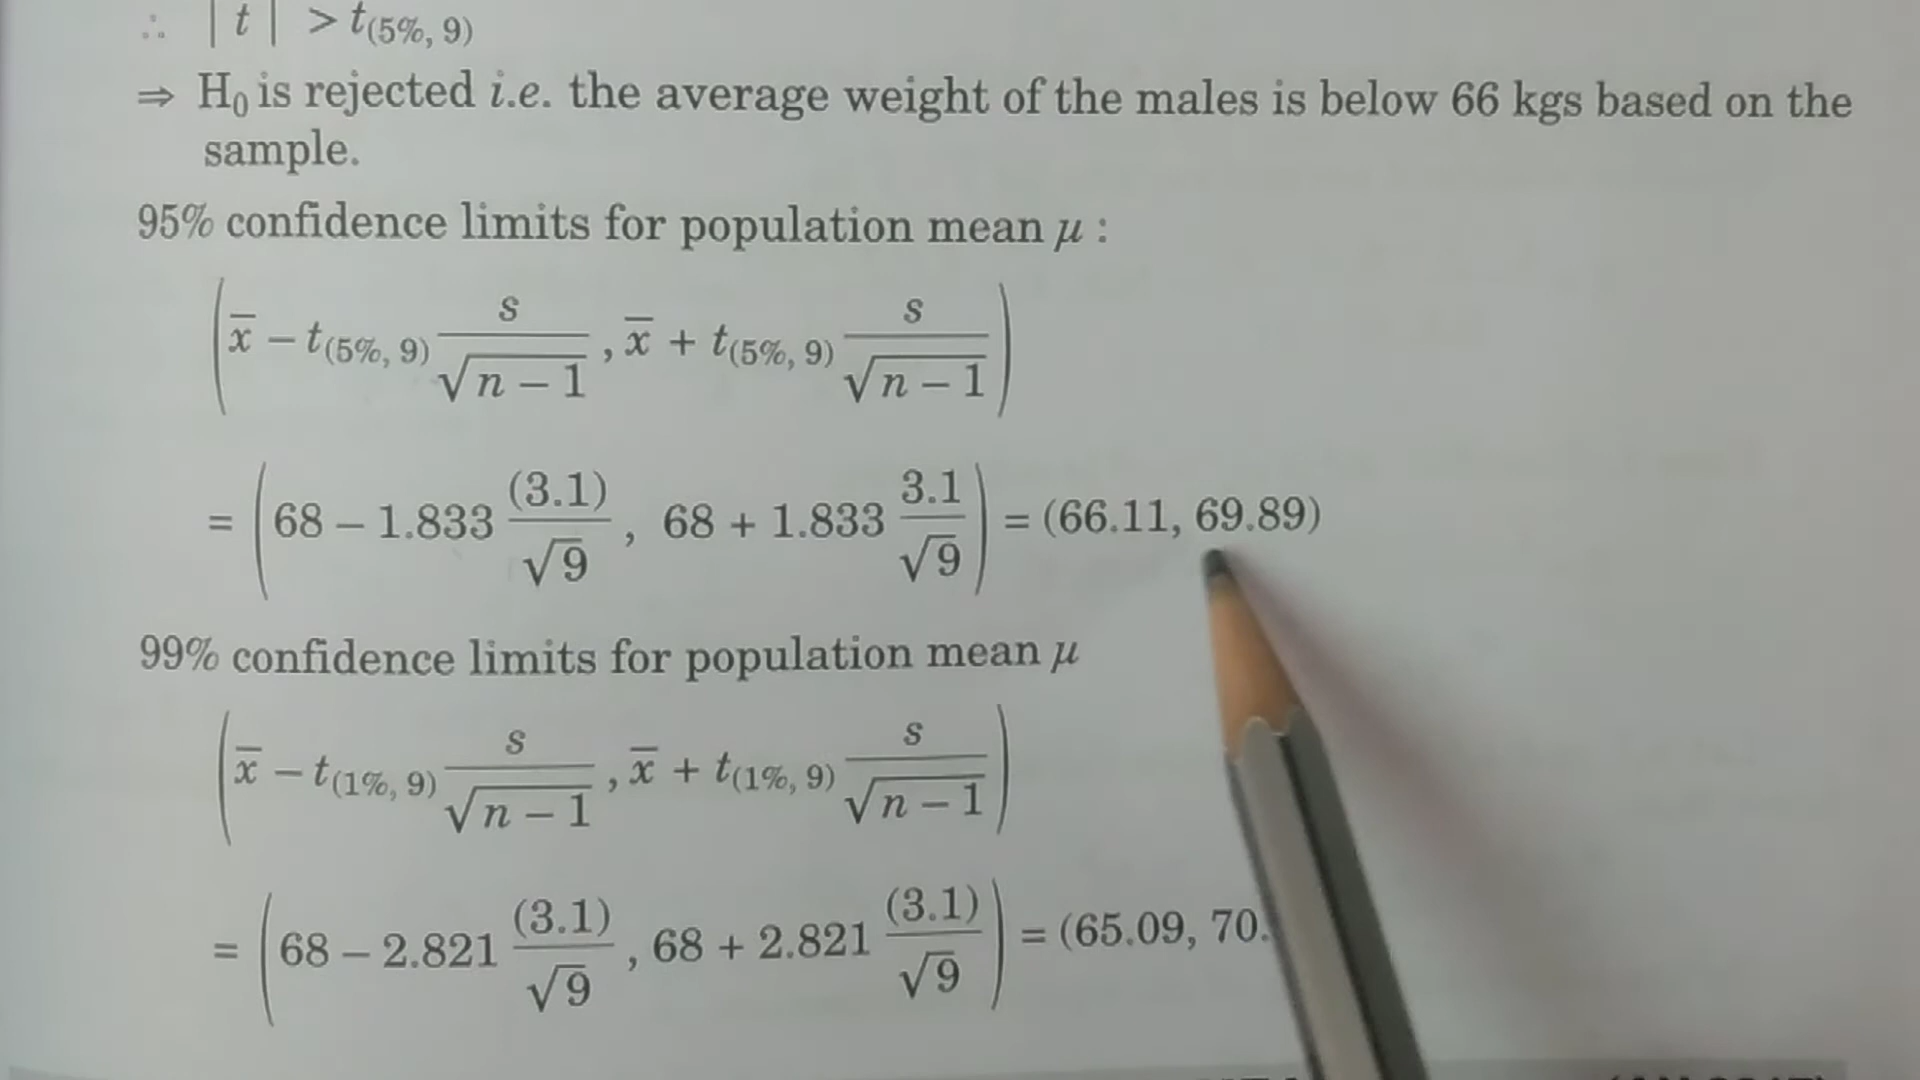 ∴ | t | > t(5%, 9)
⇒ H0 is rejected i.e. the average weight of the males is below 66 kgs based on the
sample.
95% confidence limits for population mean μ :
(x̄ − t(5%, 9) s/√(n − 1) , x̄ + t(5%, 9) s/√(n − 1))
= (68 − 1.833 (3.1)/√9 , 68 + 1.833 3.1/√9) = (66.11, 69.89)
99% confidence limits for population mean μ
(x̄ − t(1%, 9) s/√(n − 1) , x̄ + t(1%, 9) s/√(n − 1))
= (68 − 2.821 (3.1)/√9 , 68 + 2.821 (3.1)/√9) = (65.09, 70.